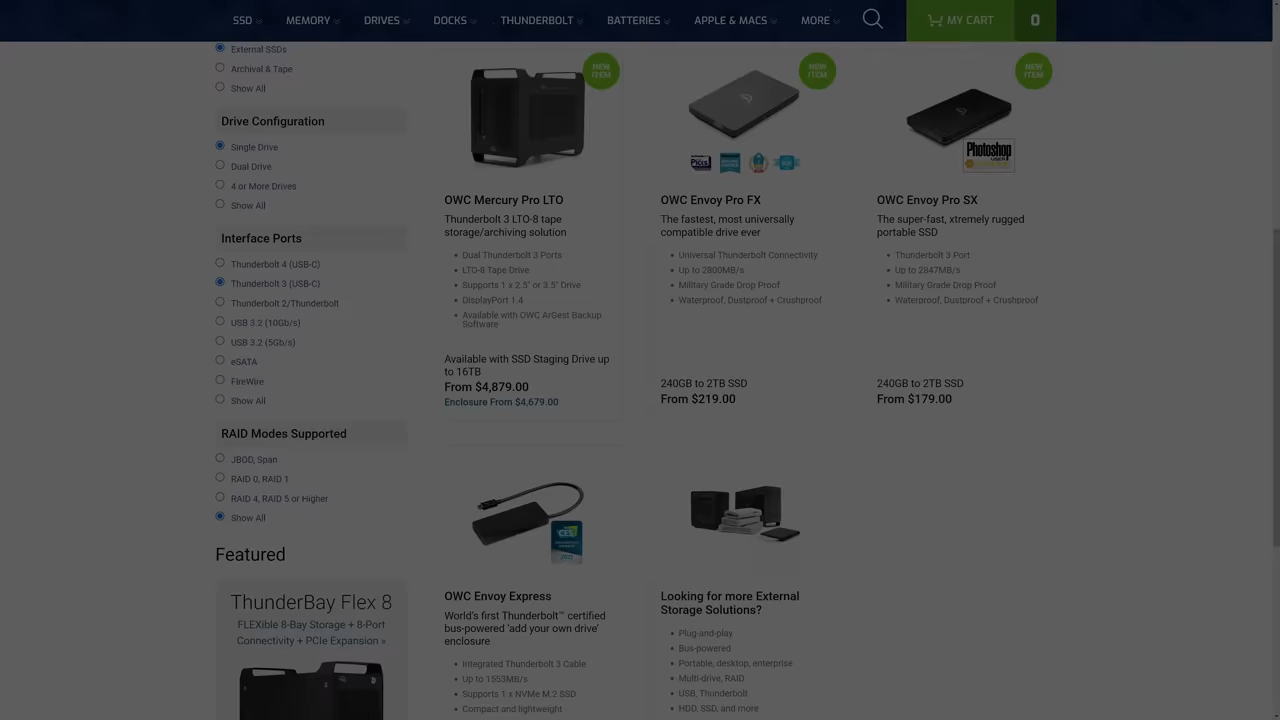 SSD
MEMORY
DRIVES
DOCKS
THUNDERBOLT
BATTERIES
APPLE & MACS
MORE
MY CART
0
External SSDs
Archival & Tape
Show All
Drive Configuration
Single Drive
Dual Drive
4 or More Drives
Show All
Interface Ports
Thunderbolt 4 (USB-C)
Thunderbolt 3 (USB-C)
Thunderbolt 2/Thunderbolt
USB 3.2 (10Gb/s)
USB 3.2 (5Gb/s)
eSATA
FireWire
Show All
RAID Modes Supported
JBOD, Span
RAID 0, RAID 1
RAID 4, RAID 5 or Higher
Show All
Featured
ThunderBay Flex 8
FLEXible 8-Bay Storage + 8-Port
Connectivity + PCIe Expansion »
NEW
ITEM
OWC Mercury Pro LTO
Thunderbolt 3 LTO-8 tape
storage/archiving solution
• Dual Thunderbolt 3 Ports
• LTO-8 Tape Drive
• Supports 1 x 2.5" or 3.5" Drive
• DisplayPort 1.4
• Available with OWC ArGest Backup
Software
Available with SSD Staging Drive up
to 16TB
From $4,879.00
Enclosure From $4,679.00
NEW
ITEM
OWC Envoy Pro FX
The fastest, most universally
compatible drive ever
• Universal Thunderbolt Connectivity
• Up to 2800MB/s
• Military Grade Drop Proof
• Waterproof, Dustproof + Crushproof
240GB to 2TB SSD
From $219.00
NEW
ITEM
Photoshop
USER
OWC Envoy Pro SX
The super-fast, xtremely rugged
portable SSD
• Thunderbolt 3 Port
• Up to 2847MB/s
• Military Grade Drop Proof
• Waterproof, Dustproof + Crushproof
240GB to 2TB SSD
From $179.00
CES
OWC Envoy Express
World's first Thunderbolt™ certified
bus-powered 'add your own drive'
enclosure
• Integrated Thunderbolt 3 Cable
• Up to 1553MB/s
• Supports 1 x NVMe M.2 SSD
• Compact and lightweight
Looking for more External
Storage Solutions?
• Plug-and-play
• Bus-powered
• Portable, desktop, enterprise
• Multi-drive, RAID
• USB, Thunderbolt
• HDD, SSD, and more